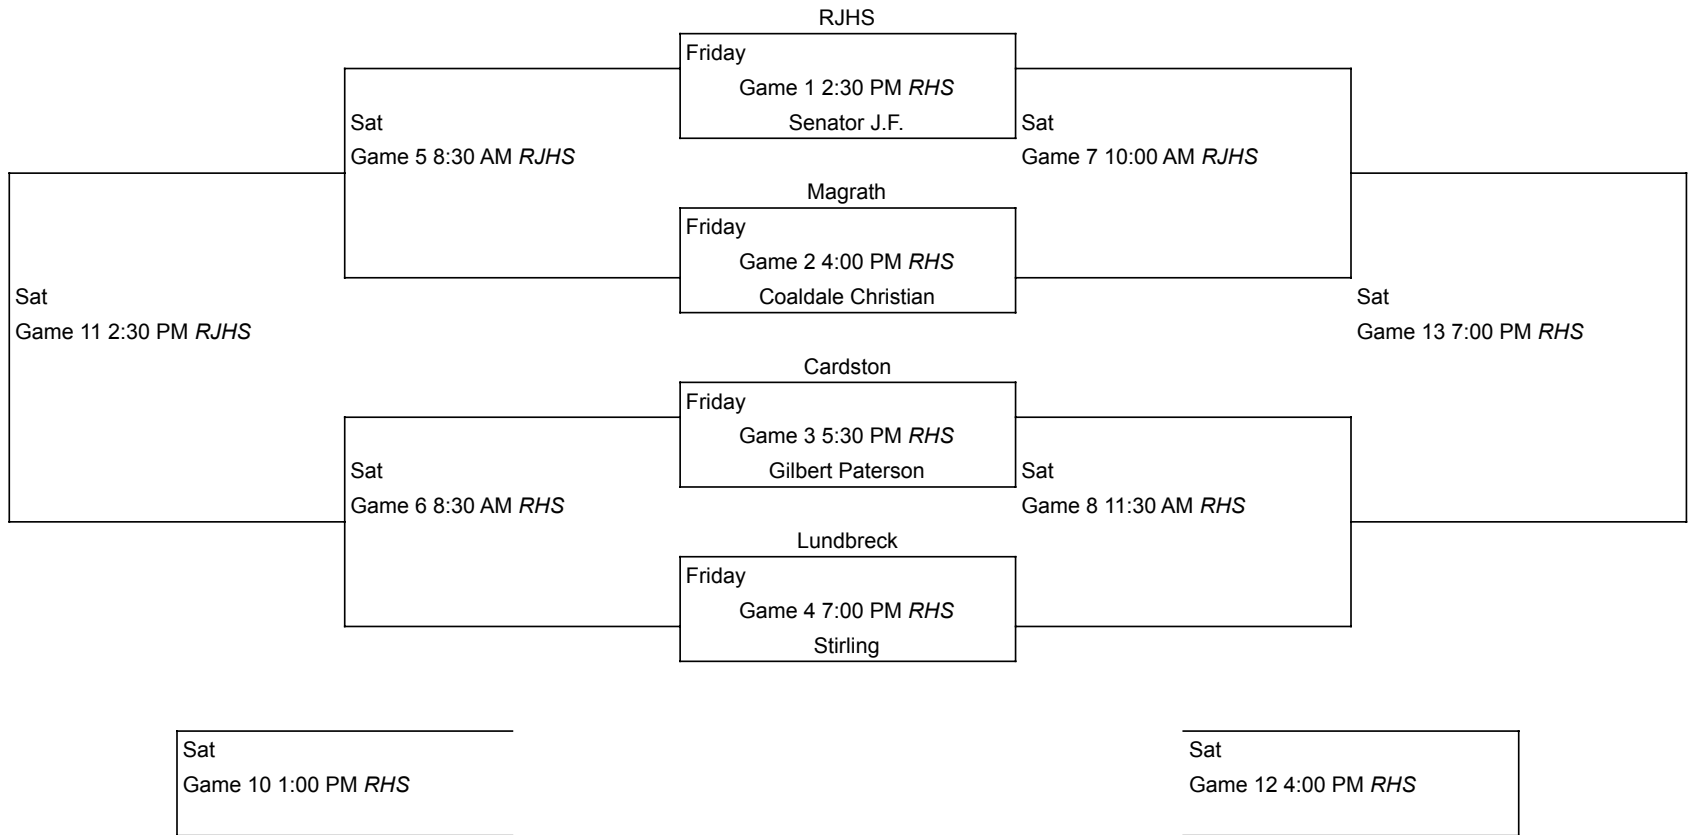 RJHS
Friday
Game 1 2:30 PM RHS
Senator J.F.
Sat
Game 5 8:30 AM RJHS
Sat
Game 7 10:00 AM RJHS
Magrath
Friday
Game 2 4:00 PM RHS
Coaldale Christian
Sat
Game 11 2:30 PM RJHS
Sat
Game 13 7:00 PM RHS
Cardston
Friday
Game 3 5:30 PM RHS
Gilbert Paterson
Sat
Game 6 8:30 AM RHS
Sat
Game 8 11:30 AM RHS
Lundbreck
Friday
Game 4 7:00 PM RHS
Stirling
Sat
Game 10 1:00 PM RHS
Sat
Game 12 4:00 PM RHS